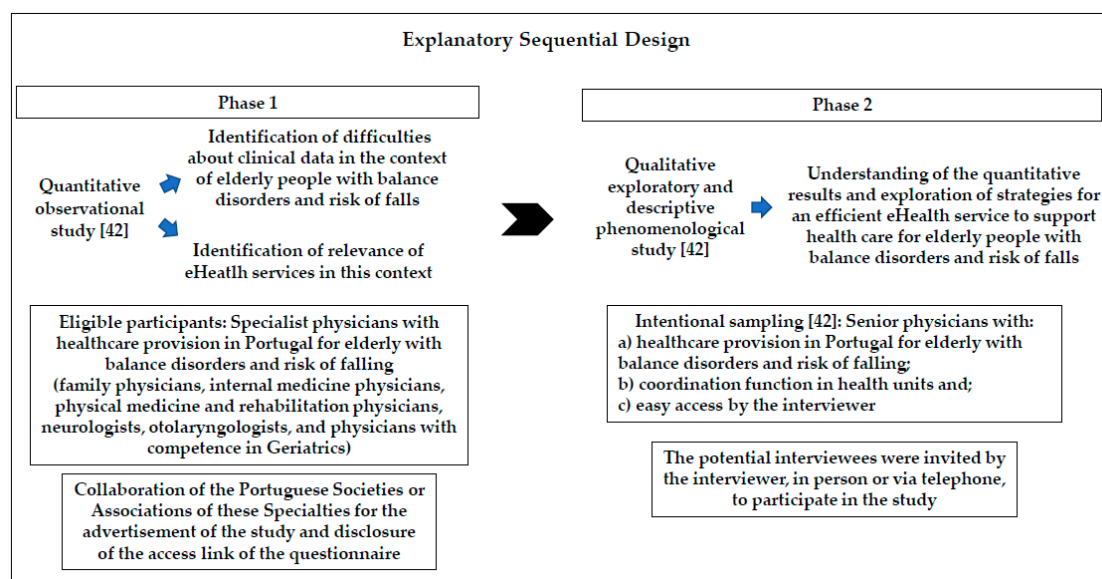 Explanatory Sequential Design
Phase 1
Quantitative
observational
study [42]
Identification of difficulties
about clinical data in the context
of elderly people with balance
disorders and risk of falls
Identification of relevance of
eHeatlh services in this context
Eligible participants: Specialist physicians with
healthcare provision in Portugal for elderly with
balance disorders and risk of falling
(family physicians, internal medicine physicians,
physical medicine and rehabilitation physicians,
neurologists, otolaryngologists, and physicians with
competence in Geriatrics)
Collaboration of the Portuguese Societies or
Associations of these Specialties for the
advertisement of the study and disclosure
of the access link of the questionnaire
Phase 2
Qualitative
exploratory and
descriptive
phenomenological
study [42]
Understanding of the quantitative
results and exploration of strategies for
an efficient eHealth service to support
health care for elderly people with
balance disorders and risk of falls
Intentional sampling [42]: Senior physicians with:
a) healthcare provision in Portugal for elderly with
balance disorders and risk of falling;
b) coordination function in health units and;
c) easy access by the interviewer
The potential interviewees were invited by
the interviewer, in person or via telephone,
to participate in the study